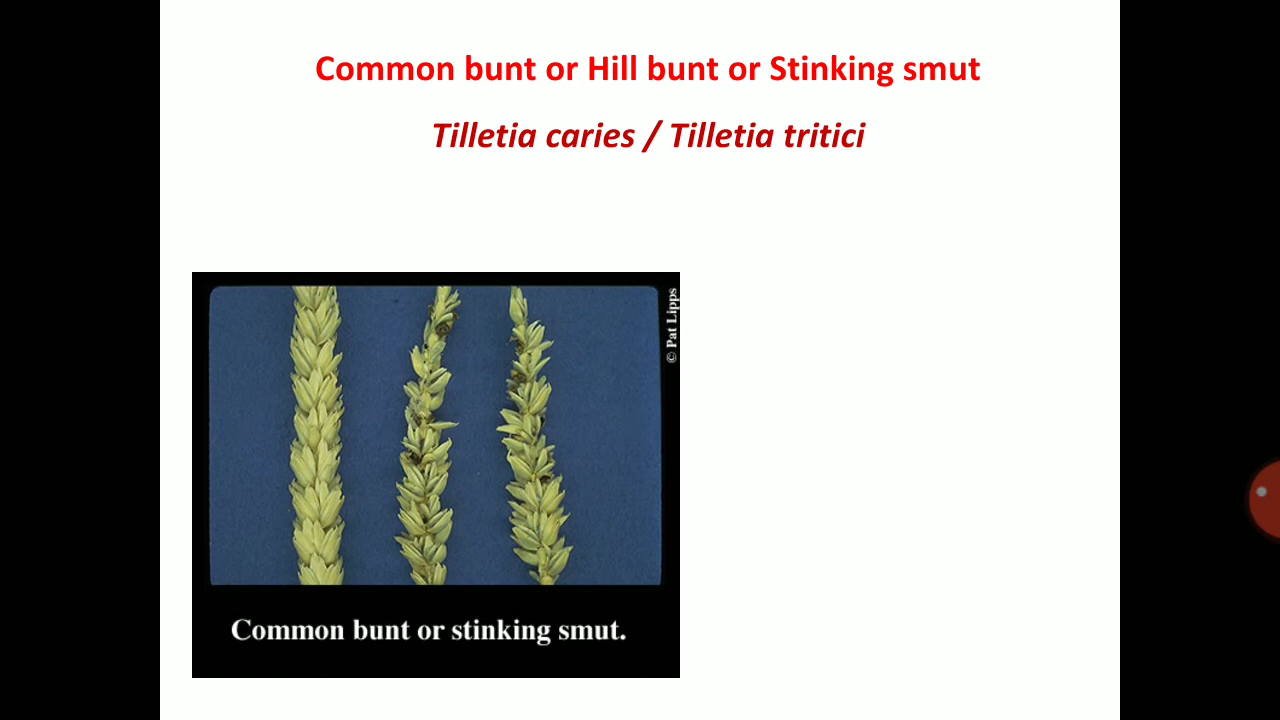 Common bunt or Hill bunt or Stinking smut
Tilletia caries / Tilletia tritici
© Pat Lipps
Common bunt or stinking smut.